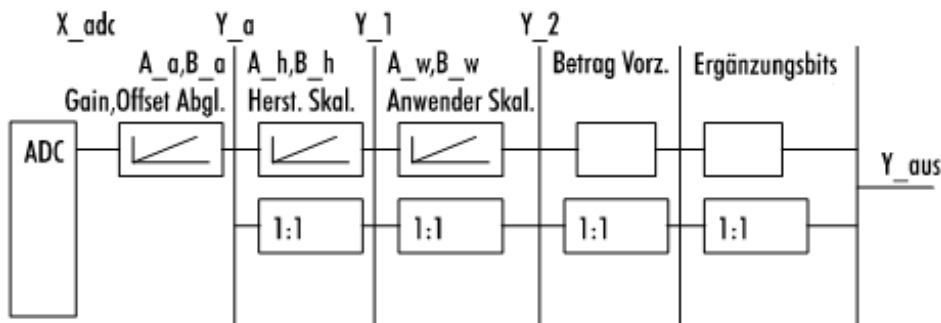 X_adc Y_a Y_1 Y_2
A_a,B_a A_h,B_h A_w,B_w Betrag Vorz. Ergänzungsbits
Gain,Offset Abgl. Herst. Skal. Anwender Skal.
ADC
Y_aus
1:1 1:1 1:1 1:1